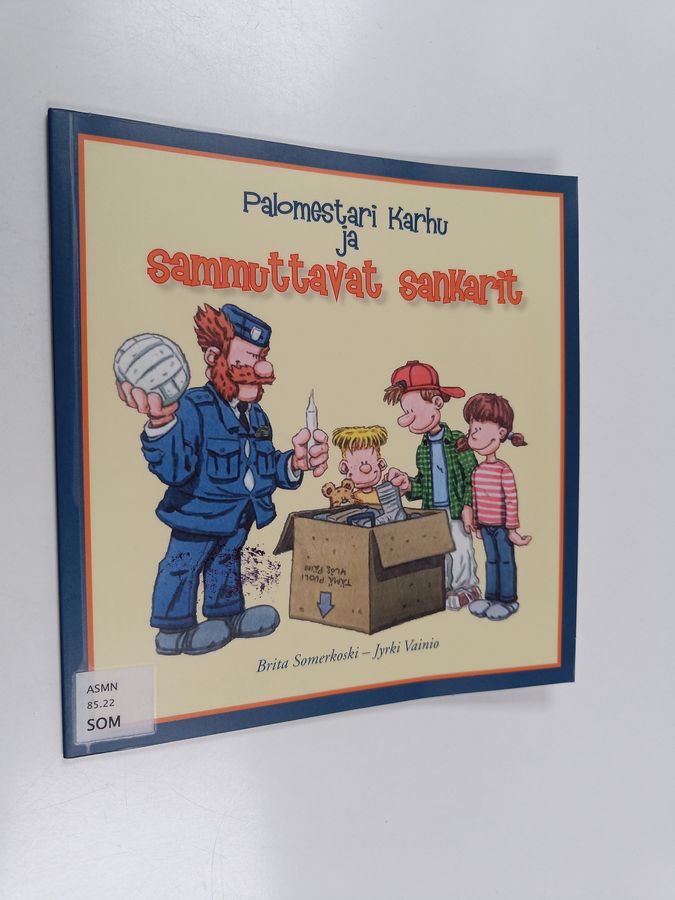 Palomestari Karhu
ja
sammuttavat sankarit
TÄMÄ PUOLI
YLÖS PÄIN
Brita Somerkoski – Jyrki Vainio
ASMN
85.22
SOM